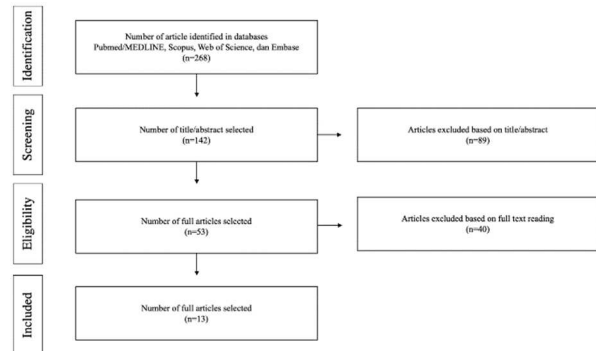 Identification
Number of article identified in databases
Pubmed/MEDLINE, Scopus, Web of Science, dan Embase
(n=268)
Screening
Number of title/abstract selected
(n=142)
Articles excluded based on title/abstract
(n=89)
Eligibility
Number of full articles selected
(n=53)
Articles excluded based on full text reading
(n=40)
Included
Number of full articles selected
(n=13)